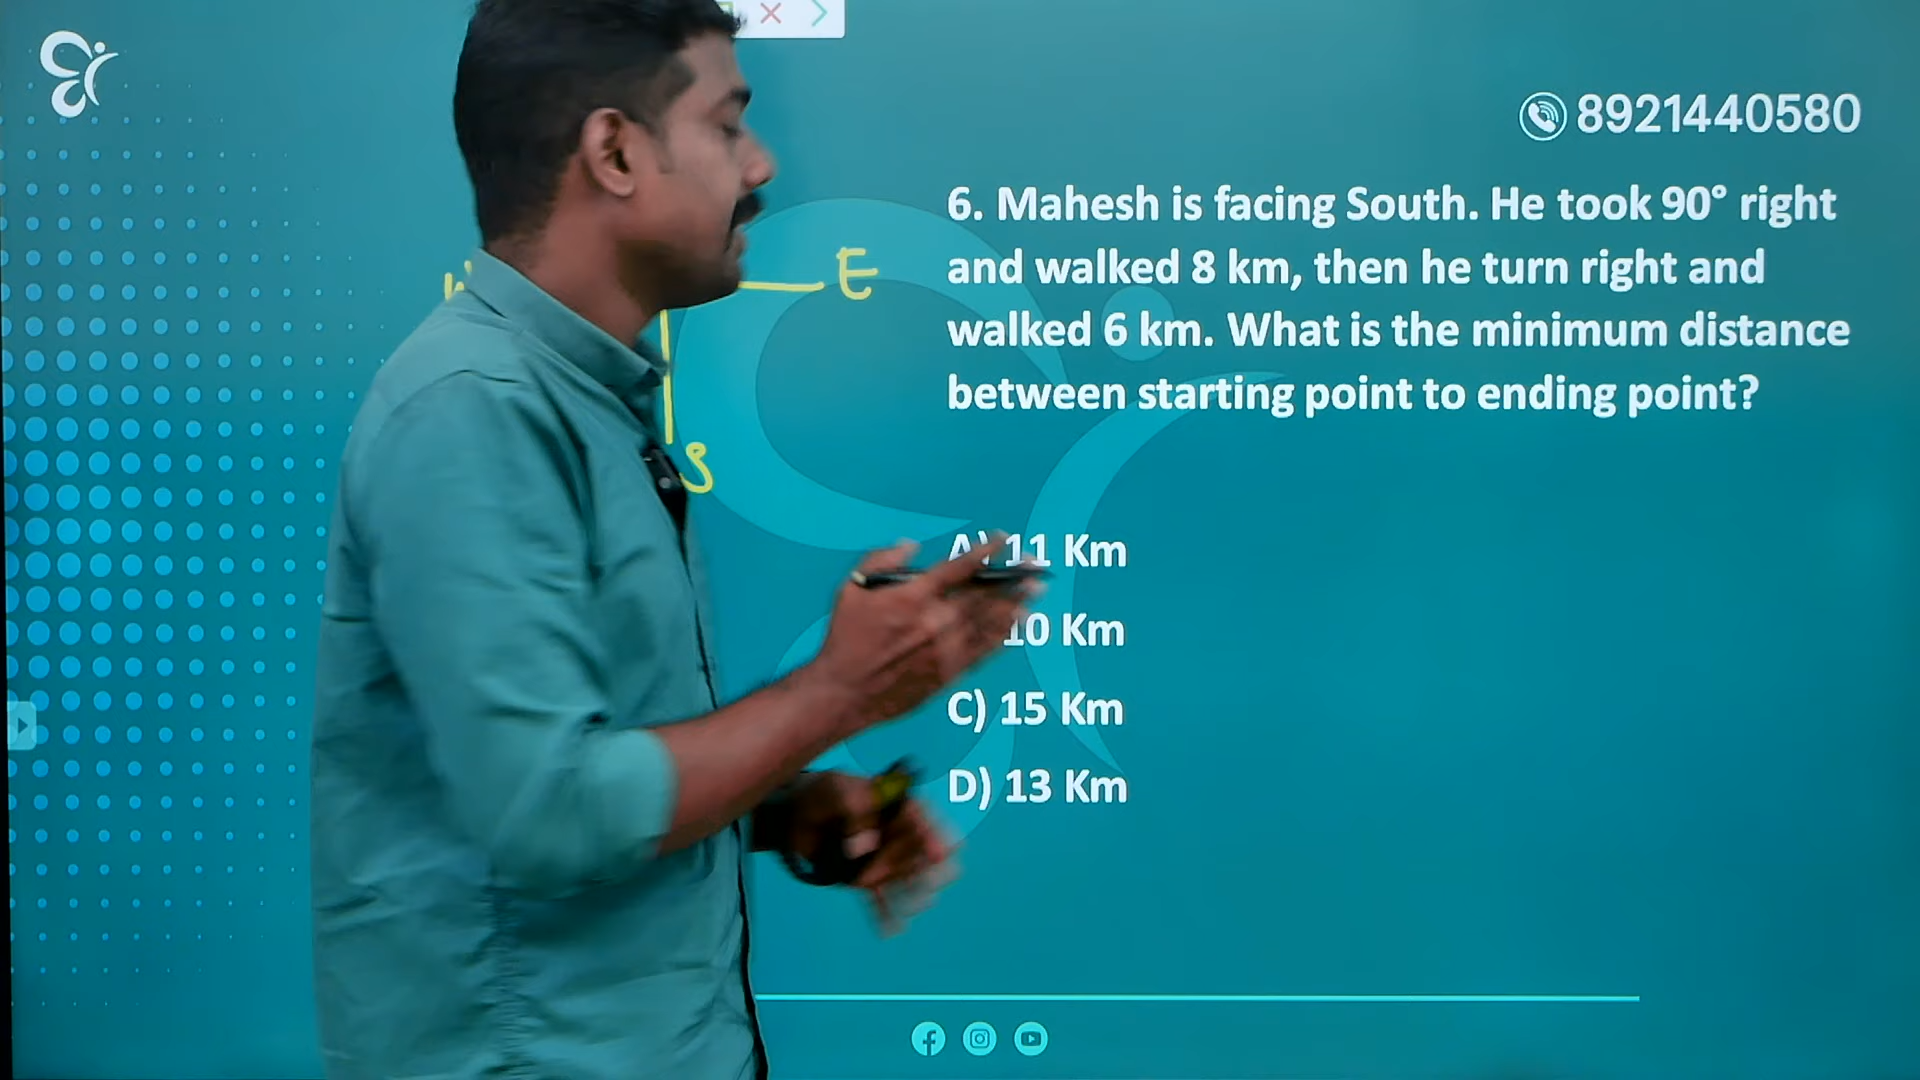 8921440580
6. Mahesh is facing South. He took 90° right
and walked 8 km, then he turn right and
walked 6 km. What is the minimum distance
between starting point to ending point?
E
S
A) 11 Km
10 Km
C) 15 Km
D) 13 Km